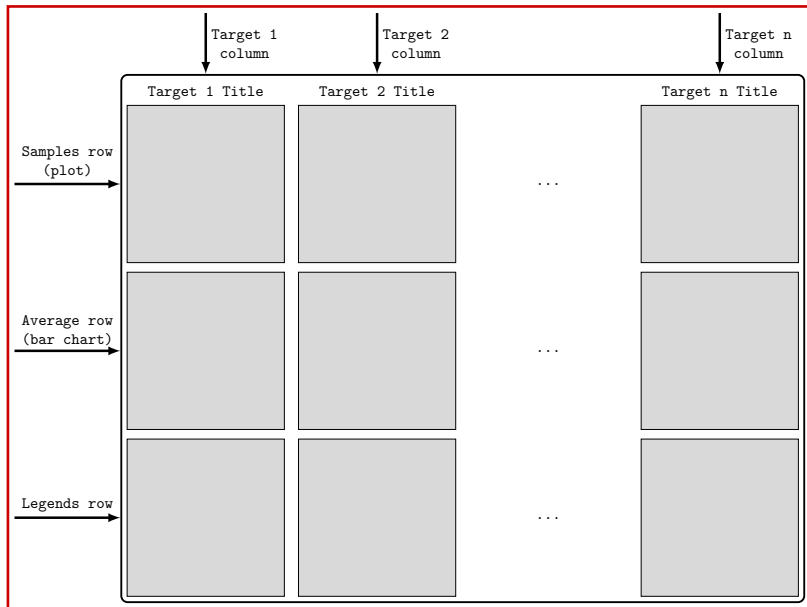 Target 1
column
Target 2
column
Target n
column
Target 1 Title
Target 2 Title
Target n Title
Samples row
(plot)
...
Average row
(bar chart)
...
Legends row
...